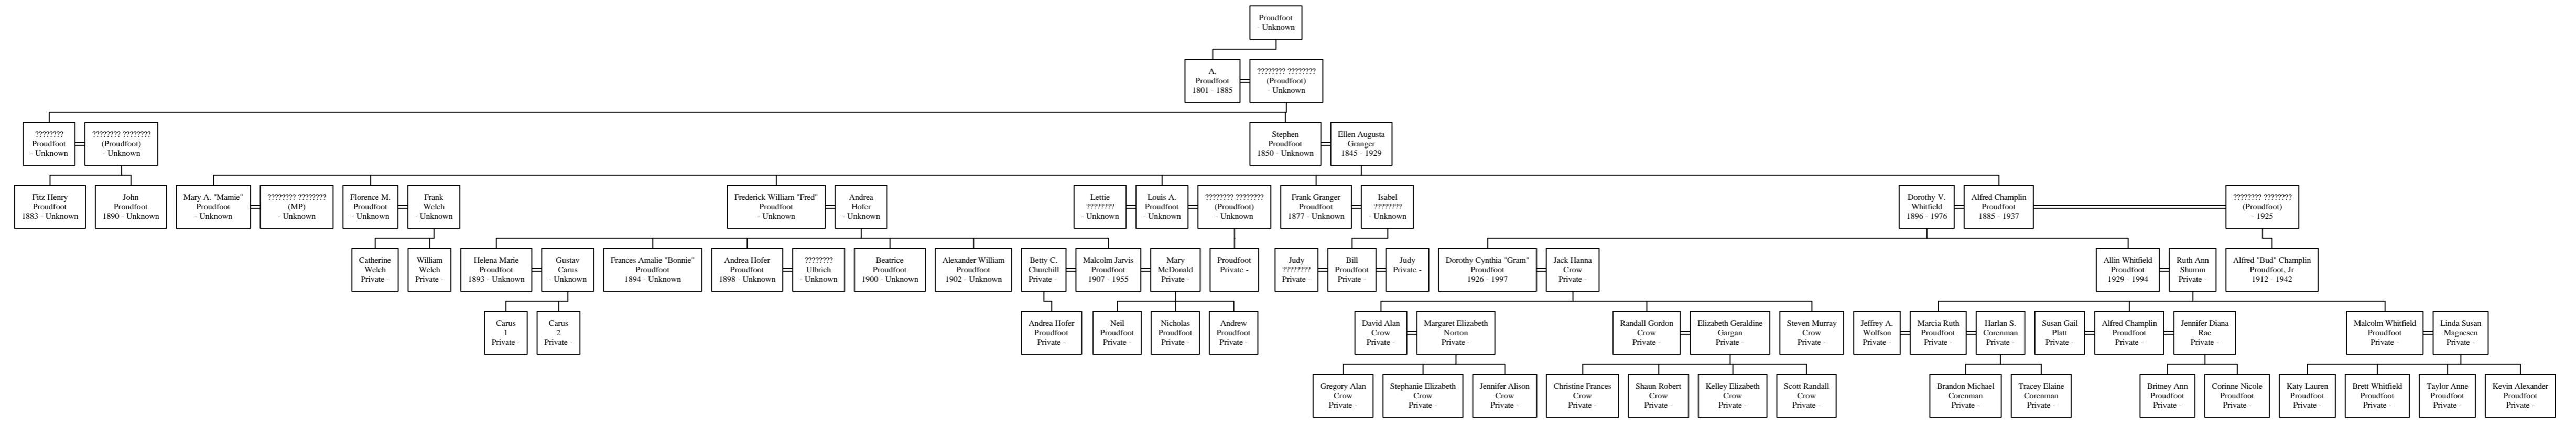 Proudfoot
- Unknown
A.
Proudfoot
1801 - 1885
???????? ????????
(Proudfoot)
- Unknown
????????
Proudfoot
- Unknown
???????? ????????
(Proudfoot)
- Unknown
Stephen
Proudfoot
1850 - Unknown
Ellen Augusta
Granger
1845 - 1929
Fitz Henry
Proudfoot
1883 - Unknown
John
Proudfoot
1890 - Unknown
Mary A. "Mamie"
Proudfoot
- Unknown
???????? ????????
(MP)
- Unknown
Florence M.
Proudfoot
- Unknown
Frank
Welch
- Unknown
Frederick William "Fred"
Proudfoot
- Unknown
Andrea
Hofer
- Unknown
Lettie
????????
- Unknown
Louis A.
Proudfoot
- Unknown
???????? ????????
(Proudfoot)
- Unknown
Frank Granger
Proudfoot
1877 - Unknown
Isabel
????????
- Unknown
Dorothy V.
Whitfield
1896 - 1976
Alfred Champlin
Proudfoot
1885 - 1937
???????? ????????
(Proudfoot)
- 1925
Catherine
Welch
Private -
William
Welch
Private -
Helena Marie
Proudfoot
1893 - Unknown
Gustav
Carus
- Unknown
Frances Amalie "Bonnie"
Proudfoot
1894 - Unknown
Andrea Hofer
Proudfoot
1898 - Unknown
????????
Ulbrich
- Unknown
Beatrice
Proudfoot
1900 - Unknown
Alexander William
Proudfoot
1902 - Unknown
Betty C.
Churchill
Private -
Malcolm Jarvis
Proudfoot
1907 - 1955
Mary
McDonald
Private -
Proudfoot
Private -
Judy
????????
Private -
Bill
Proudfoot
Private -
Judy
Private -
Dorothy Cynthia "Gram"
Proudfoot
1926 - 1997
Jack Hanna
Crow
Private -
Allin Whitfield
Proudfoot
1929 - 1994
Ruth Ann
Shumm
Private -
Alfred "Bud" Champlin
Proudfoot, Jr
1912 - 1942
Carus
1
Private -
Carus
2
Private -
Andrea Hofer
Proudfoot
Private -
Neil
Proudfoot
Private -
Nicholas
Proudfoot
Private -
Andrew
Proudfoot
Private -
David Alan
Crow
Private -
Margaret Elizabeth
Norton
Private -
Randall Gordon
Crow
Private -
Elizabeth Geraldine
Gargan
Private -
Steven Murray
Crow
Private -
Jeffrey A.
Wolfson
Private -
Marcia Ruth
Proudfoot
Private -
Harlan S.
Corenman
Private -
Susan Gail
Platt
Private -
Alfred Champlin
Proudfoot
Private -
Jennifer Diana
Rae
Private -
Malcolm Whitfield
Proudfoot
Private -
Linda Susan
Magnesen
Private -
Gregory Alan
Crow
Private -
Stephanie Elizabeth
Crow
Private -
Jennifer Alison
Crow
Private -
Christine Frances
Crow
Private -
Shaun Robert
Crow
Private -
Kelley Elizabeth
Crow
Private -
Scott Randall
Crow
Private -
Brandon Michael
Corenman
Private -
Tracey Elaine
Corenman
Private -
Britney Ann
Proudfoot
Private -
Corinne Nicole
Proudfoot
Private -
Katy Lauren
Proudfoot
Private -
Brett Whitfield
Proudfoot
Private -
Taylor Anne
Proudfoot
Private -
Kevin Alexander
Proudfoot
Private -